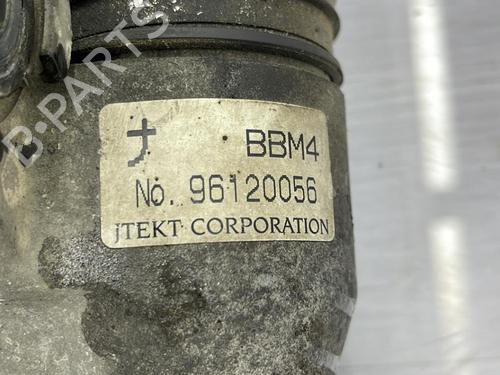 B-PARTS
BBM4
No. 96120056
JTEKT CORPORATION